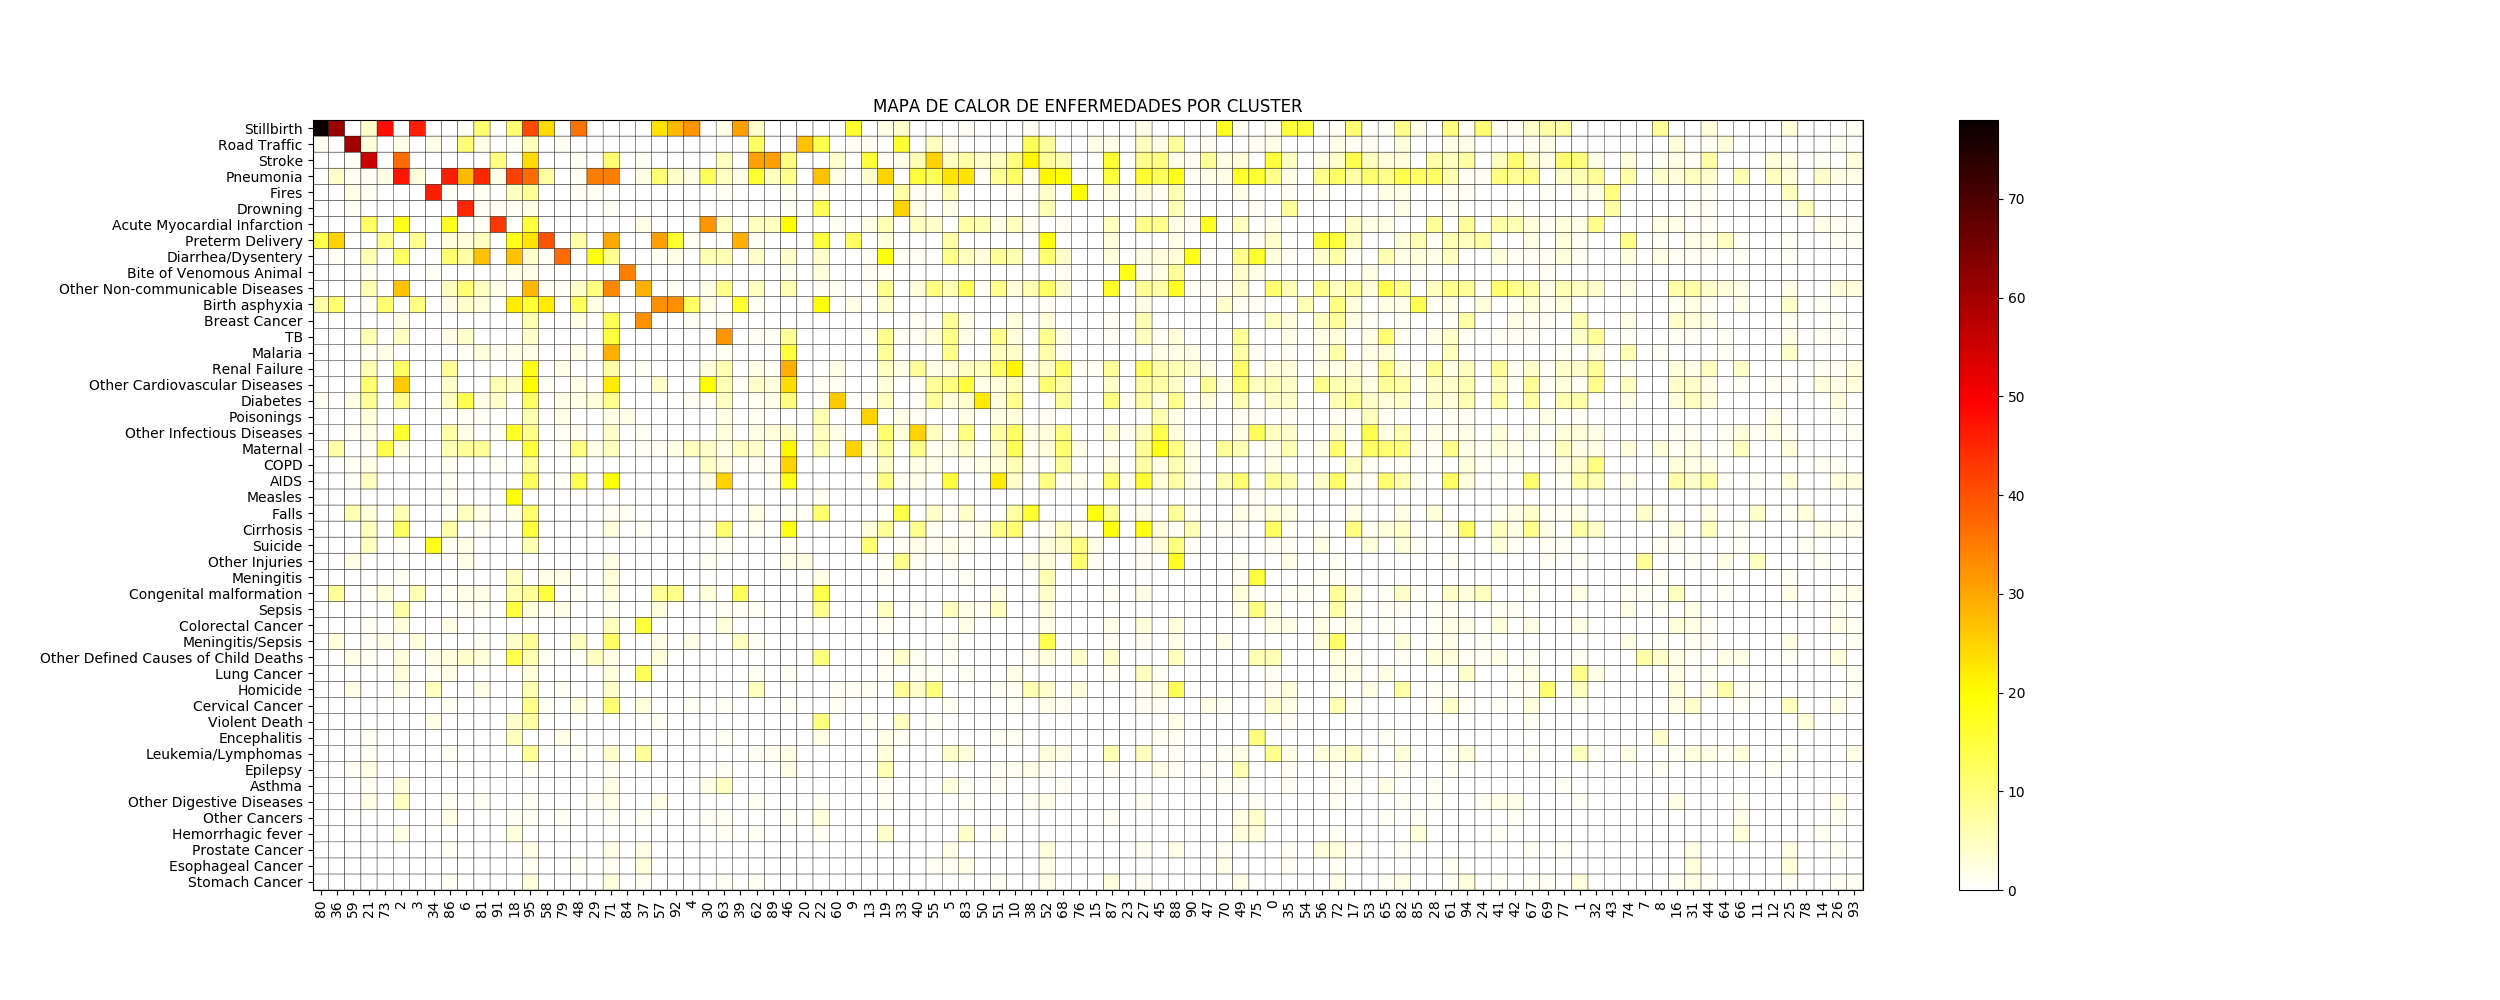 MAPA DE CALOR DE ENFERMEDADES POR CLUSTER
Stillbirth
Road Traffic
Stroke
Pneumonia
Fires
Drowning
Acute Myocardial Infarction
Preterm Delivery
Diarrhea/Dysentery
Bite of Venomous Animal
Other Non-communicable Diseases
Birth asphyxia
Breast Cancer
TB
Malaria
Renal Failure
Other Cardiovascular Diseases
Diabetes
Poisonings
Other Infectious Diseases
Maternal
COPD
AIDS
Measles
Falls
Cirrhosis
Suicide
Other Injuries
Meningitis
Congenital malformation
Sepsis
Colorectal Cancer
Meningitis/Sepsis
Other Defined Causes of Child Deaths
Lung Cancer
Homicide
Cervical Cancer
Violent Death
Encephalitis
Leukemia/Lymphomas
Epilepsy
Asthma
Other Digestive Diseases
Other Cancers
Hemorrhagic fever
Prostate Cancer
Esophageal Cancer
Stomach Cancer
80 36 59 21 73 2 3 34 86 6 81 91 18 95 58 79 48 29 71 84 37 57 92 4 30 63 39 62 89 46 20 22 60 9 13 19 33 40 55 5 83 50 51 10 38 52 68 76 15 87 23 27 45 88 90 47 70 49 75 0 35 54 56 72 17 53 65 82 85 28 61 94 24 41 42 67 69 77 1 32 43 74 7 8 16 31 44 64 66 11 12 25 78 14 26 93
70
60
50
40
30
20
10
0